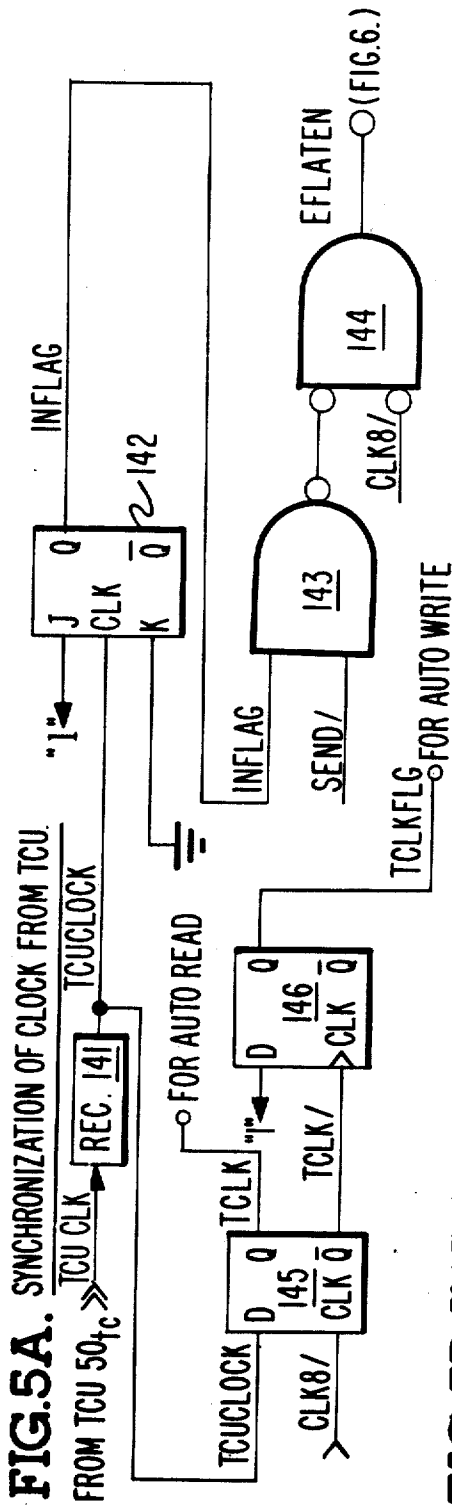 FIG.5A. SYNCHRONIZATION OF CLOCK FROM TCU.
FROM TCU 50tc
TCU CLK
REC. 141
TCUCLOCK
"1"
J Q
CLK
K Q̅
142
INFLAG
TCUCLOCK
CLK8/
D Q
145
CLK Q̅
TCLK
FOR AUTO READ
TCLK/
"1"
D Q
146
CLK Q̅
TCLKFLG
FOR AUTO WRITE
INFLAG
SEND/
143
CLK8/
144
EFLATEN
(FIG.6.)